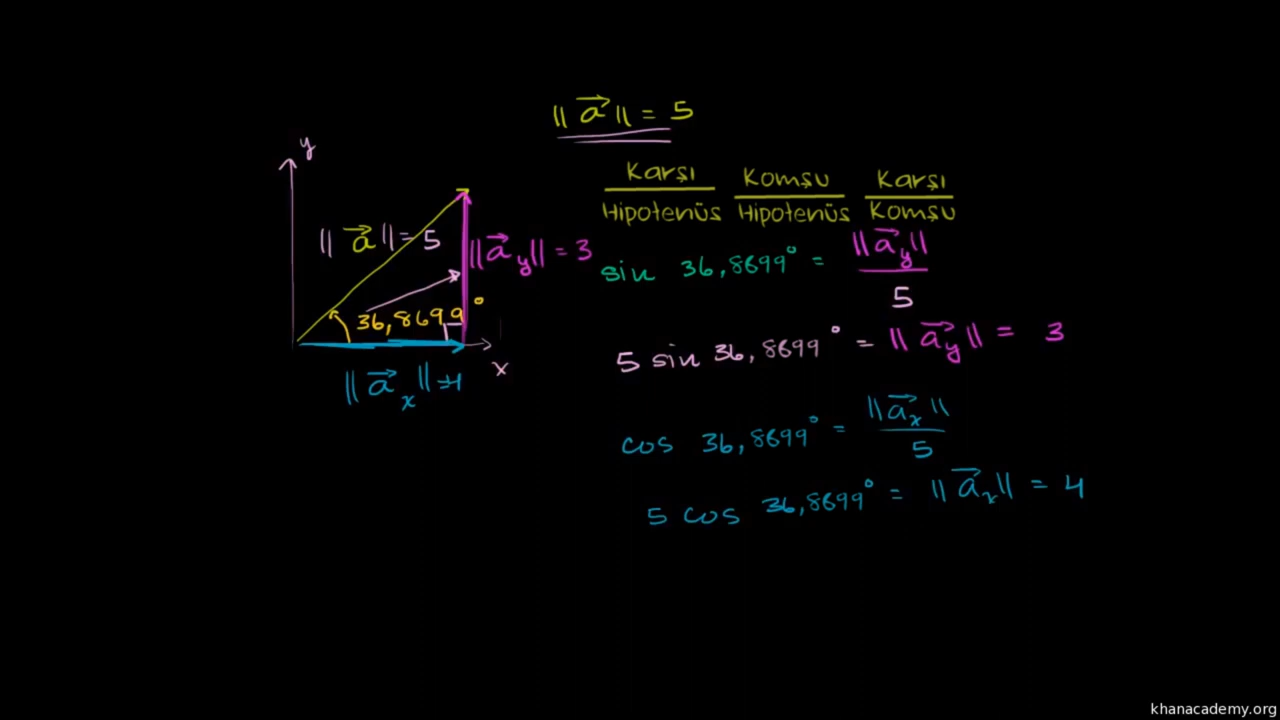 ‖a⃗‖ = 5
Karşı Komşu Karşı
Hipotenüs Hipotenüs Komşu
y
‖a⃗‖ = 5
‖a⃗y‖ = 3
36,8699°
x
‖a⃗x‖ = 4
sin 36,8699° = ‖a⃗y‖ / 5
5 sin 36,8699° = ‖a⃗y‖ = 3
cos 36,8699° = ‖a⃗x‖ / 5
5 cos 36,8699° = ‖a⃗x‖ = 4
khanacademy.org